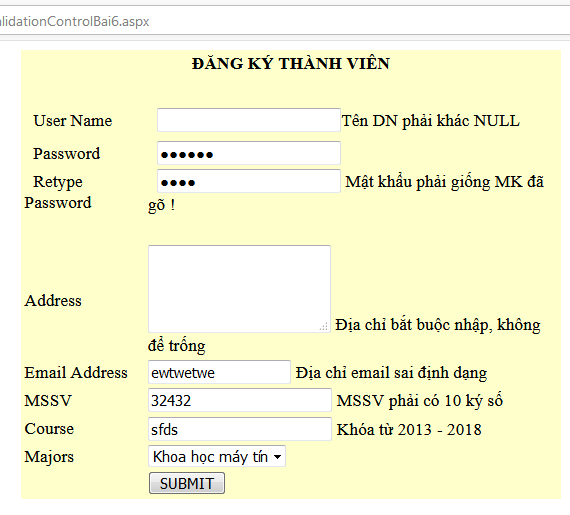 alidationControlBai6.aspx
ĐĂNG KÝ THÀNH VIÊN
User Name Tên DN phải khác NULL
Password ●●●●●●
Retype ●●●● Mật khẩu phải giống MK đã
Password gõ !
Address Địa chỉ bắt buộc nhập, không
để trống
Email Address ewtwetwe Địa chỉ email sai định dạng
MSSV 32432 MSSV phải có 10 ký số
Course sfds Khóa từ 2013 - 2018
Majors Khoa học máy tín
SUBMIT